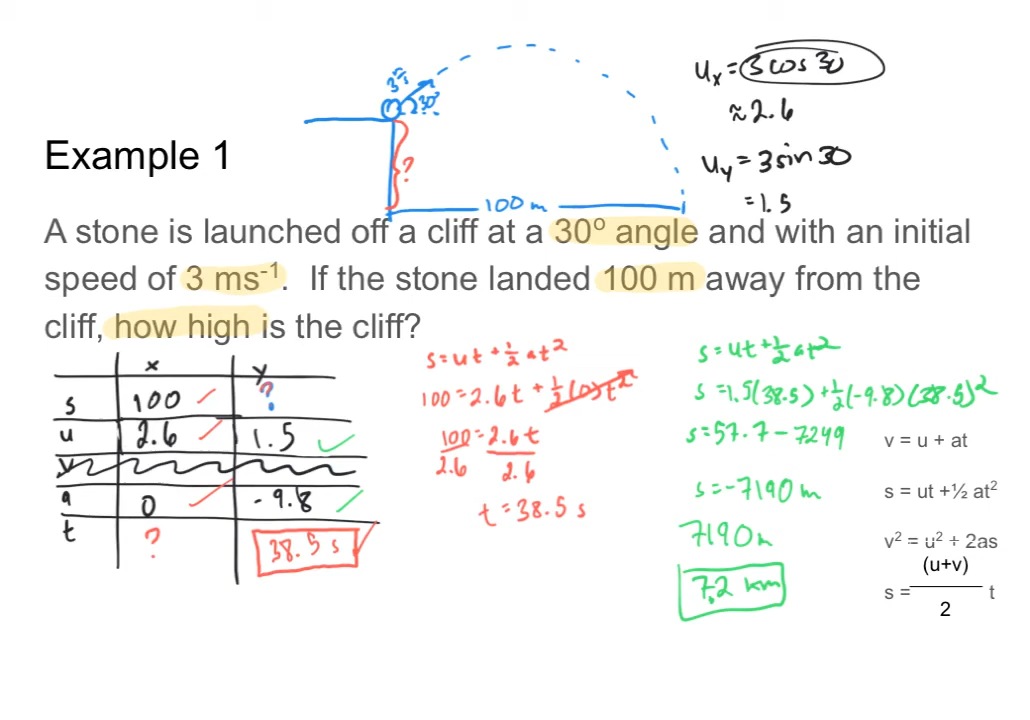 3 m/s
30°
?
100 m
uₓ = 3 cos 30
≈ 2.6
u_y = 3 sin 30
= 1.5
Example 1
A stone is launched off a cliff at a 30º angle and with an initial
speed of 3 ms⁻¹. If the stone landed 100 m away from the
cliff, how high is the cliff?
x y
s 100 ?
u 2.6 1.5
v
a 0 -9.8
t ? 38.5 s
s = ut + ½ at²
100 = 2.6t + ½(0)t²
100 = 2.6t
2.6 2.6
t = 38.5 s
s = ut + ½ at²
s = 1.5(38.5) + ½(-9.8)(38.5)²
s = 57.7 - 7249
s = -7190 m
7190 m
7.2 km
v = u + at
s = ut +½ at²
v² = u² + 2as
(u+v)
s = t
2